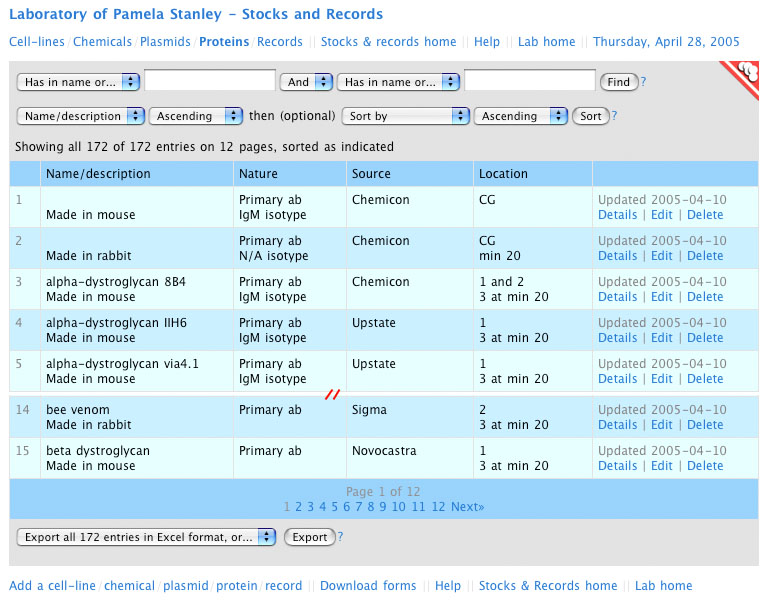 Laboratory of Pamela Stanley – Stocks and Records
Cell-lines / Chemicals / Plasmids / Proteins / Records || Stocks & records home || Help || Lab home || Thursday, April 28, 2005
Has in name or... And Has in name or... Find ?
Name/description Ascending then (optional) Sort by Ascending Sort ?
Showing all 172 of 172 entries on 12 pages, sorted as indicated
Name/description Nature Source Location
1 Primary ab Chemicon CG Updated 2005-04-10
Made in mouse IgM isotype Details | Edit | Delete
2 Primary ab Chemicon CG Updated 2005-04-10
Made in rabbit N/A isotype min 20 Details | Edit | Delete
3 alpha-dystroglycan 8B4 Primary ab Chemicon 1 and 2 Updated 2005-04-10
Made in mouse IgM isotype 3 at min 20 Details | Edit | Delete
4 alpha-dystroglycan IIH6 Primary ab Upstate 1 Updated 2005-04-10
Made in mouse IgM isotype 3 at min 20 Details | Edit | Delete
5 alpha-dystroglycan via4.1 Primary ab Upstate 1 Updated 2005-04-10
Made in mouse IgM isotype 3 at min 20 Details | Edit | Delete
14 bee venom Primary ab Sigma 2 Updated 2005-04-10
Made in rabbit 3 at min 20 Details | Edit | Delete
15 beta dystroglycan Primary ab Novocastra 1 Updated 2005-04-10
Made in mouse 3 at min 20 Details | Edit | Delete
Page 1 of 12
1 2 3 4 5 6 7 8 9 10 11 12 Next»
Export all 172 entries in Excel format, or... Export ?
Add a cell-line / chemical / plasmid / protein / record || Download forms || Help || Stocks & Records home || Lab home